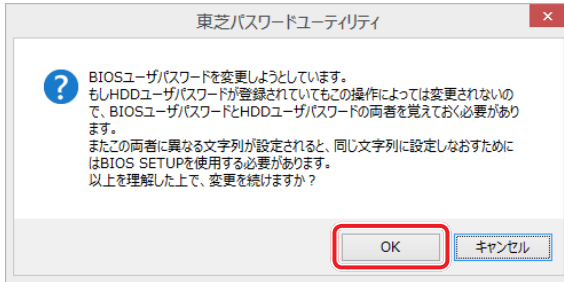 東芝パスワードユーティリティ
BIOSユーザパスワードを変更しようとしています。
もしHDDユーザパスワードが登録されていてもこの操作によっては変更されないの
で、BIOSユーザパスワードとHDDユーザパスワードの両者を覚えておく必要があり
ます。
またこの両者に異なる文字列が設定されると、同じ文字列に設定しなおすために
はBIOS SETUPを使用する必要があります。
以上を理解した上で、変更を続けますか？
OK
キャンセル